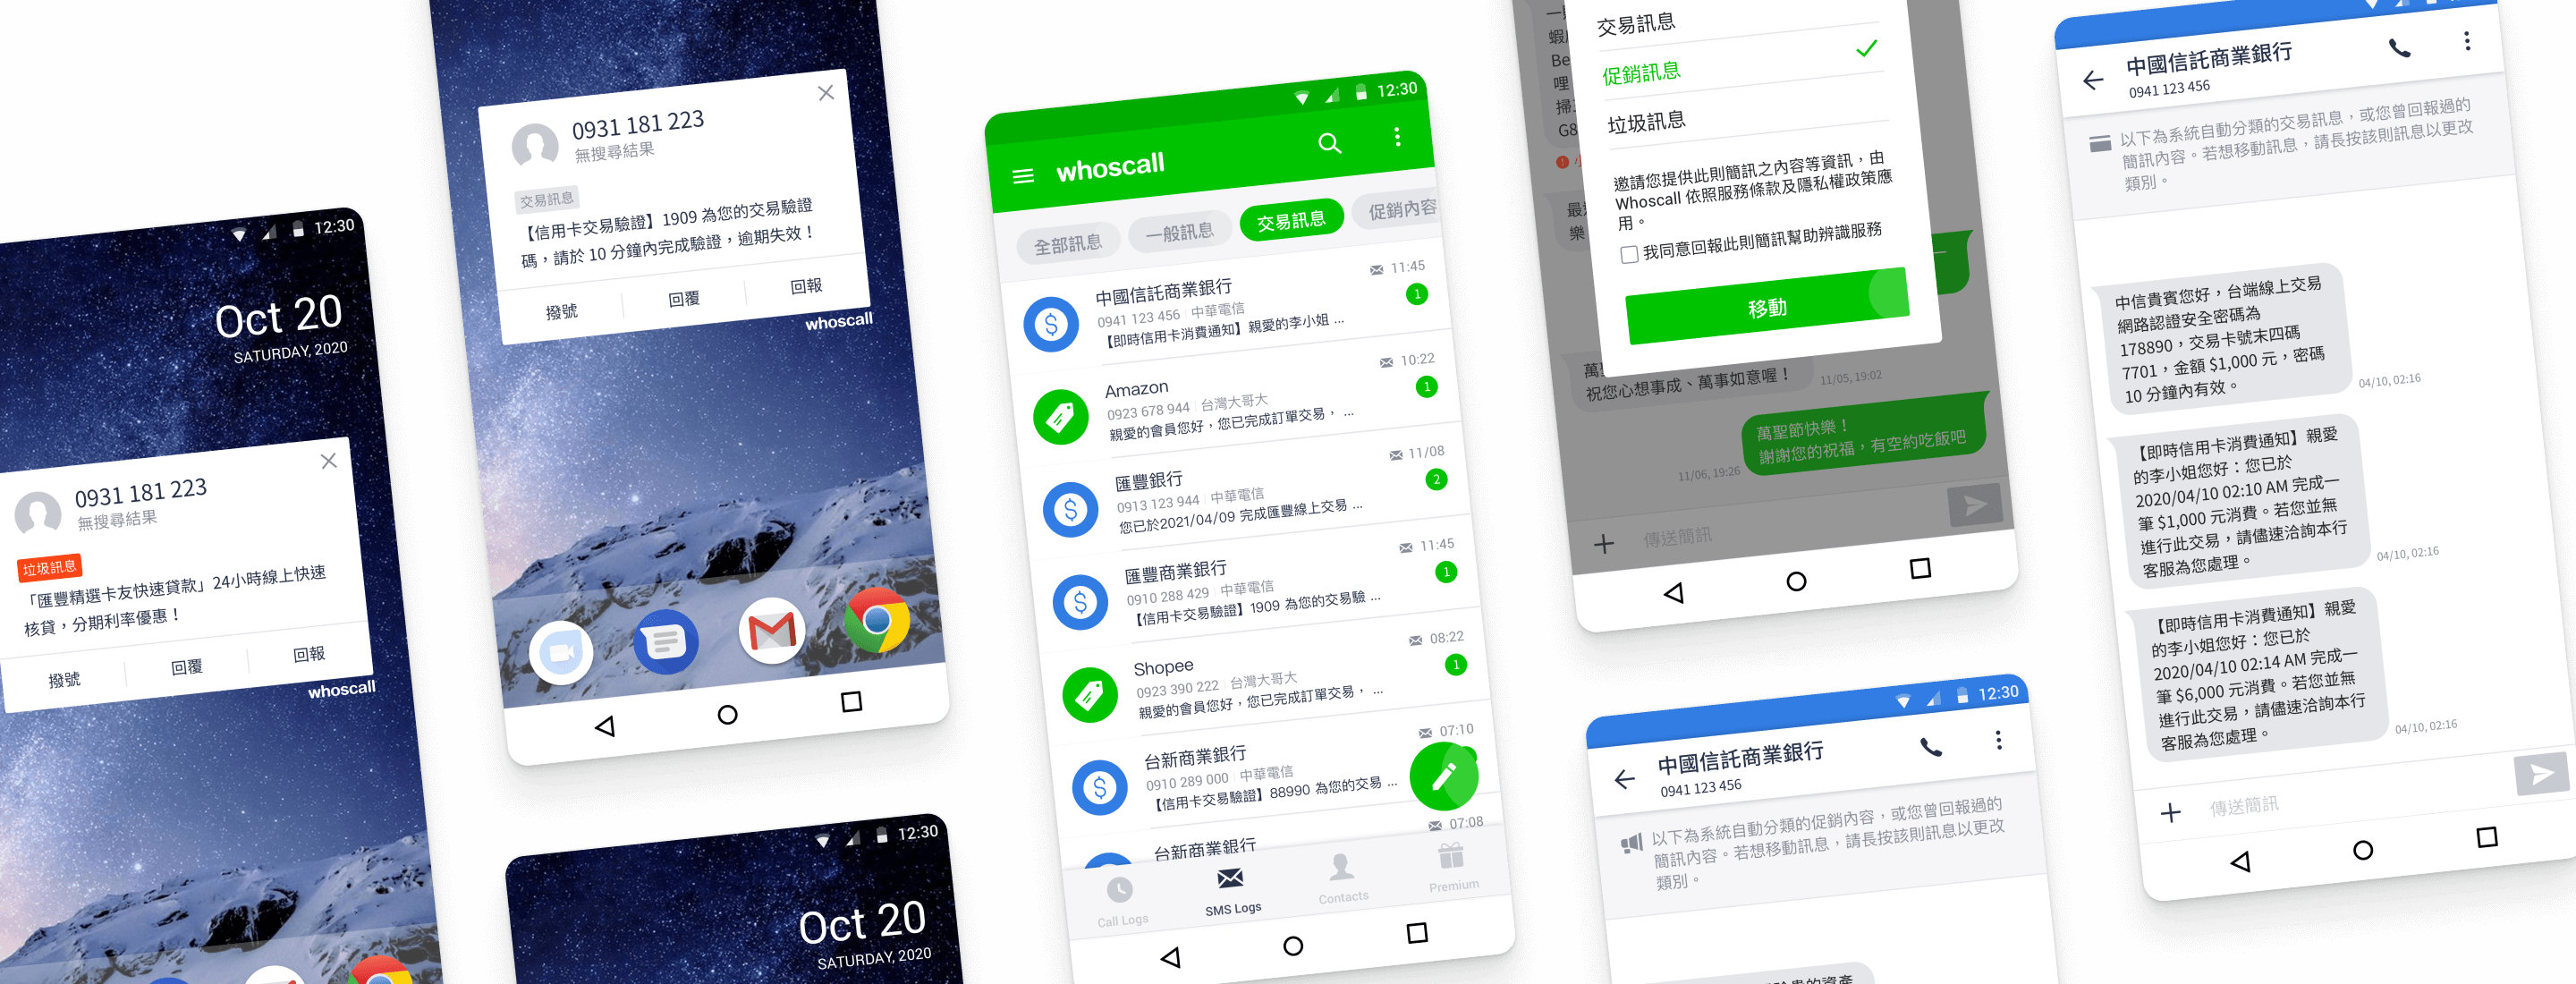 12:30
Oct 20
SATURDAY, 2020
0931 181 223
無搜尋結果
垃圾訊息
「匯豐精選卡友快速貸款」24小時線上快速
核貸，分期利率優惠！
撥號
回覆
回報
whoscall
0931 181 223
無搜尋結果
交易訊息
【信用卡交易驗證】1909 為您的交易驗證
碼，請於 10 分鐘內完成驗證，逾期失效！
撥號
回覆
回報
whoscall
12:30
Oct 20
SATURDAY, 2020
12:30
whoscall
全部訊息
一般訊息
交易訊息
促銷內容
中國信託商業銀行
11:45
0941 123 456 | 中華電信
1
【即時信用卡消費通知】親愛的李小姐 ...
Amazon
10:22
0923 678 944 | 台灣大哥大
1
親愛的會員您好，您已完成訂單交易， ...
匯豐銀行
11/08
0913 123 944 | 中華電信
2
您已於2021/04/09 完成匯豐線上交易 ...
匯豐商業銀行
11:45
0910 288 429 | 中華電信
1
【信用卡交易驗證】1909 為您的交易驗 ...
Shopee
08:22
0923 390 222 | 台灣大哥大
1
親愛的會員您好，您已完成訂單交易， ...
台新商業銀行
07:10
0910 289 000 | 中華電信
【信用卡交易驗證】88990 為您的交易 ...
台新商業銀行
07:08
Call Logs
SMS Logs
Contacts
Premium
Be
哩
G8
樂
交易訊息
促銷訊息
垃圾訊息
邀請您提供此則簡訊之內容等資訊，由
Whoscall 依照服務條款及隱私權政策應
用。
我同意回報此則簡訊幫助辨識服務
移動
祝您心想事成、萬事如意喔！
11/05, 19:02
萬聖節快樂！
謝謝您的祝福，有空約吃飯吧
11/06, 19:26
傳送簡訊
12:30
中國信託商業銀行
0941 123 456
以下為系統自動分類的促銷內容，或您曾回報過的
簡訊內容。若想移動訊息，請長按該則訊息以更改
類別。
中國信託商業銀行
0941 123 456
以下為系統自動分類的交易訊息，或您曾回報過的
簡訊內容。若想移動訊息，請長按該則訊息以更改
類別。
中信貴賓您好，台端線上交易
網路認證安全密碼為
178890，交易卡號末四碼
7701，金額 $1,000 元，密碼
10 分鐘內有效。
04/10, 02:16
【即時信用卡消費通知】親愛
的李小姐您好：您已於
2020/04/10 02:10 AM 完成一
筆 $1,000 元消費。若您並無
進行此交易，請儘速洽詢本行
客服為您處理。
04/10, 02:16
【即時信用卡消費通知】親愛
的李小姐您好：您已於
2020/04/10 02:14 AM 完成一
筆 $6,000 元消費。若您並無
進行此交易，請儘速洽詢本行
客服為您處理。
04/10, 02:16
傳送簡訊